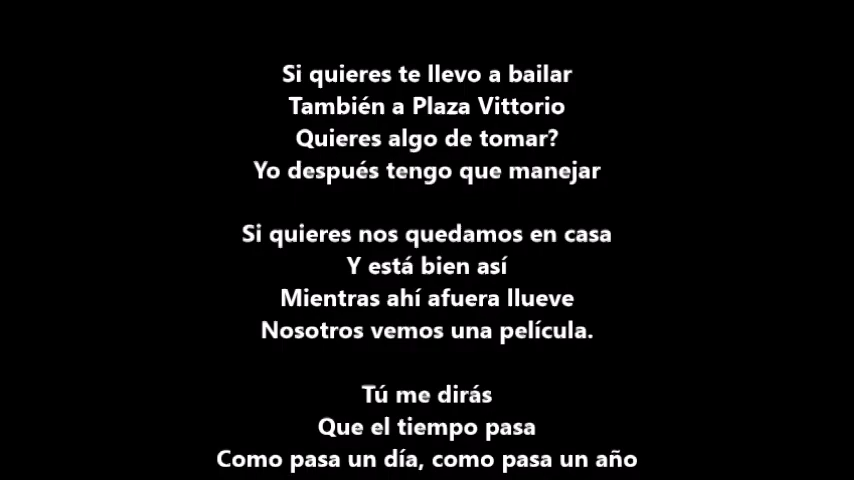 Si quieres te llevo a bailar
También a Plaza Vittorio
Quieres algo de tomar?
Yo después tengo que manejar
Si quieres nos quedamos en casa
Y está bien así
Mientras ahí afuera llueve
Nosotros vemos una película.
Tú me dirás
Que el tiempo pasa
Como pasa un día, como pasa un año